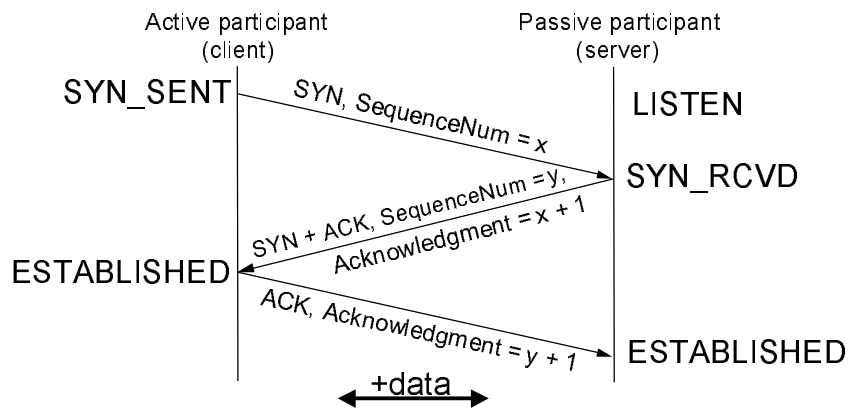 Active participant
(client)
Passive participant
(server)
SYN_SENT
SYN, SequenceNum = x
LISTEN
SYN_RCVD
SYN + ACK, SequenceNum = y,
Acknowledgment = x + 1
ESTABLISHED
ACK, Acknowledgment = y + 1
ESTABLISHED
+data